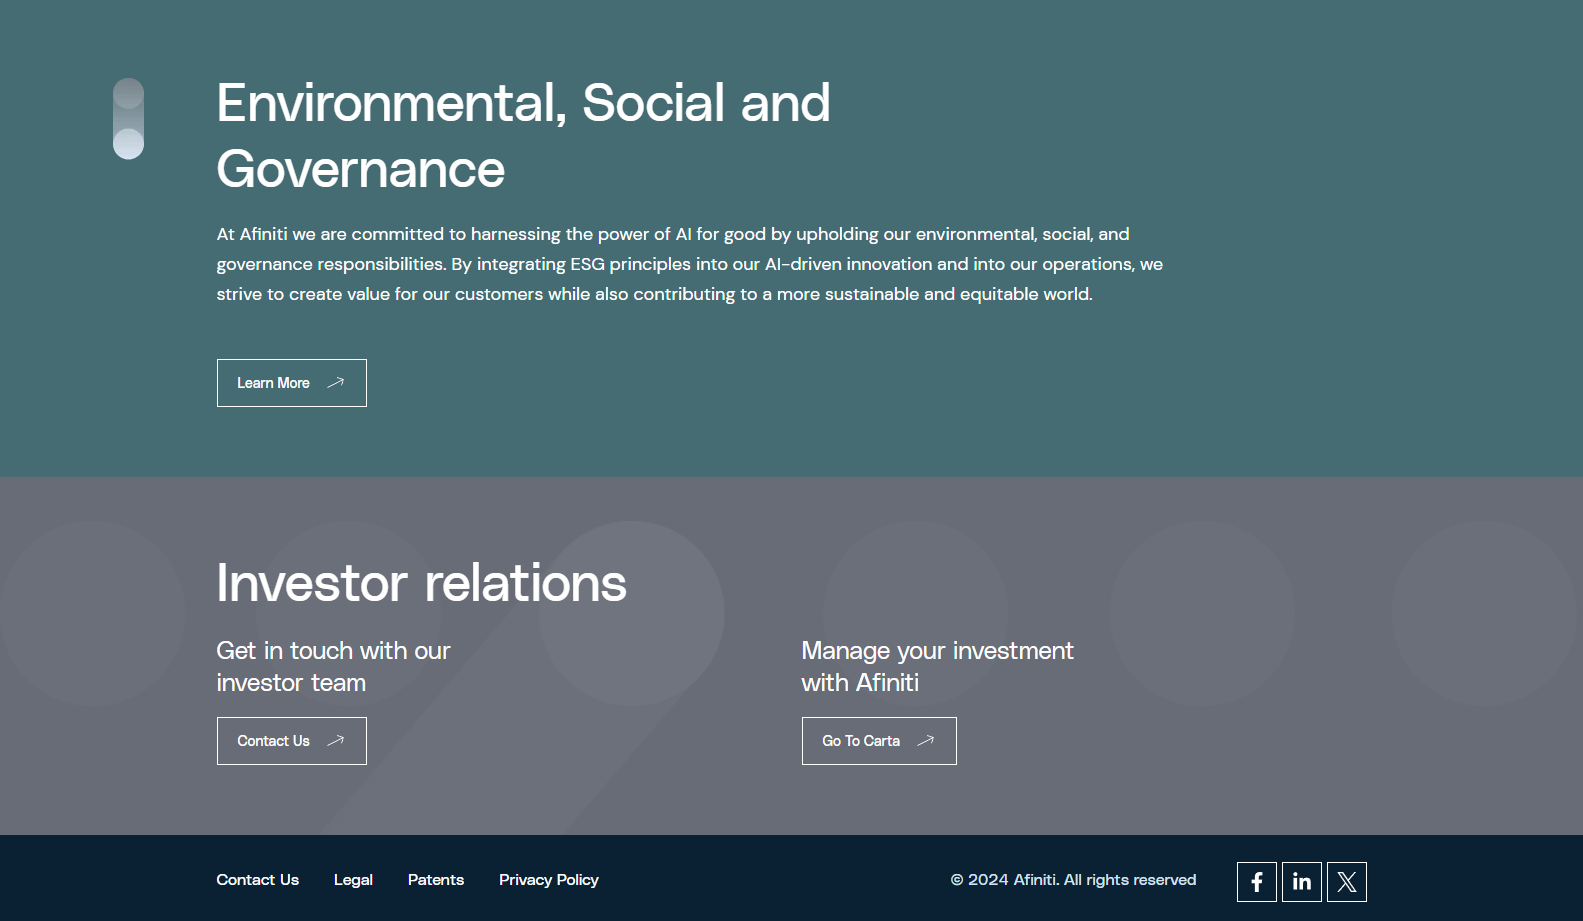 Environmental, Social and
Governance
At Afiniti we are committed to harnessing the power of AI for good by upholding our environmental, social, and
governance responsibilities. By integrating ESG principles into our AI-driven innovation and into our operations, we
strive to create value for our customers while also contributing to a more sustainable and equitable world.
Learn More
Investor relations
Get in touch with our
investor team
Contact Us
Manage your investment
with Afiniti
Go To Carta
Contact Us Legal Patents Privacy Policy © 2024 Afiniti. All rights reserved